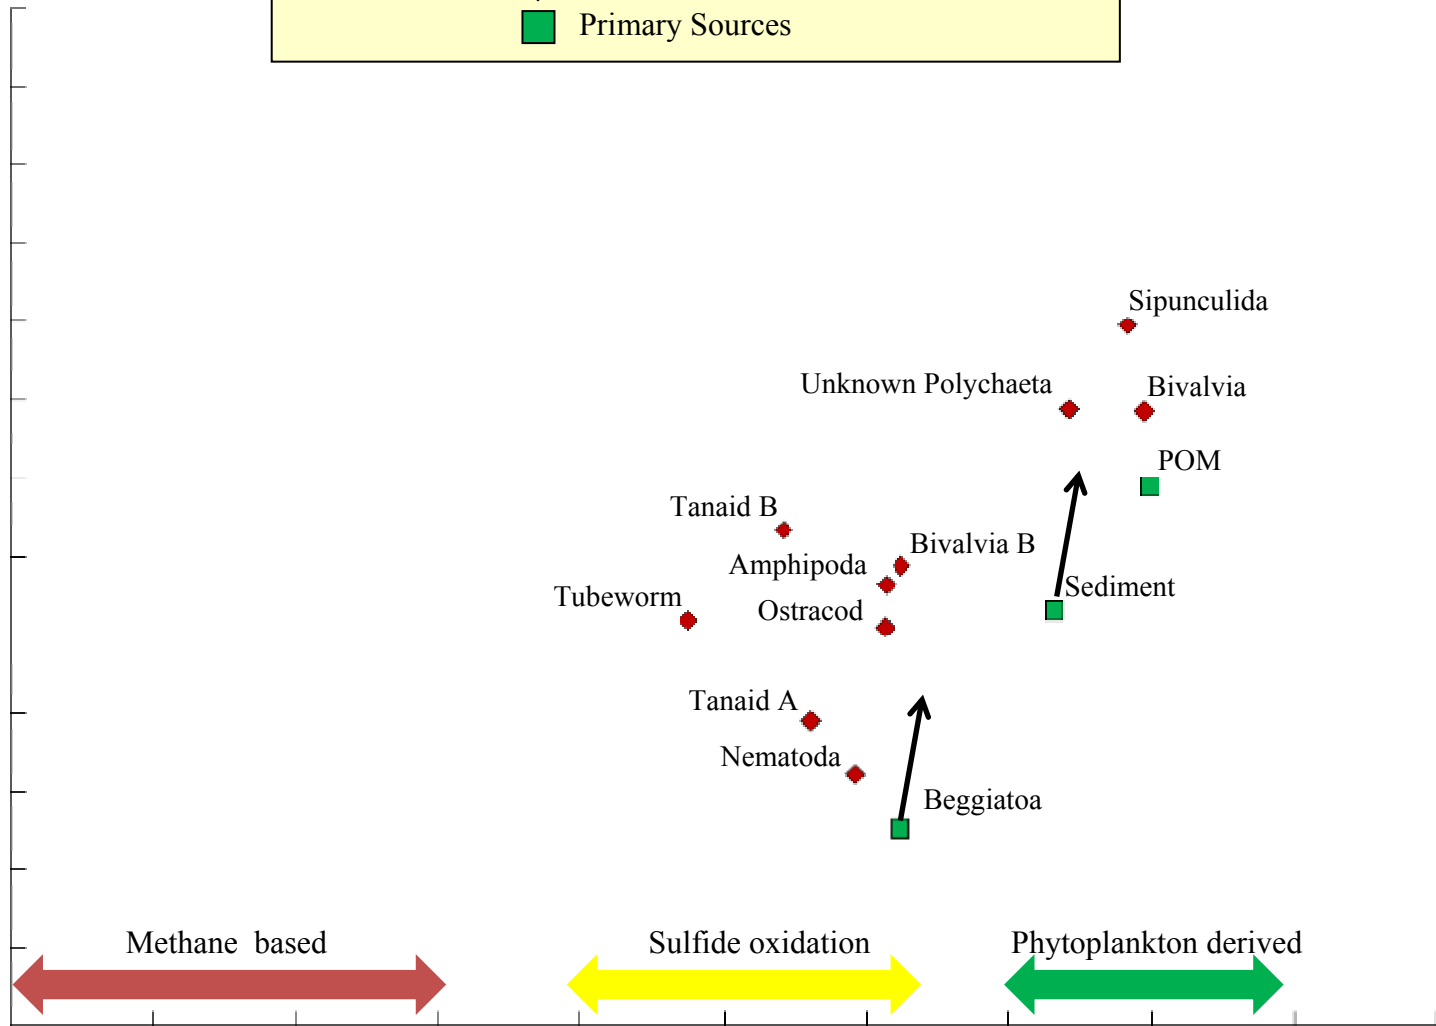 Primary Sources
Sipunculida
Unknown Polychaeta
Bivalvia
POM
Tanaid B
Bivalvia B
Amphipoda
Sediment
Tubeworm
Ostracod
Tanaid A
Nematoda
Beggiatoa
Methane based
Sulfide oxidation
Phytoplankton derived